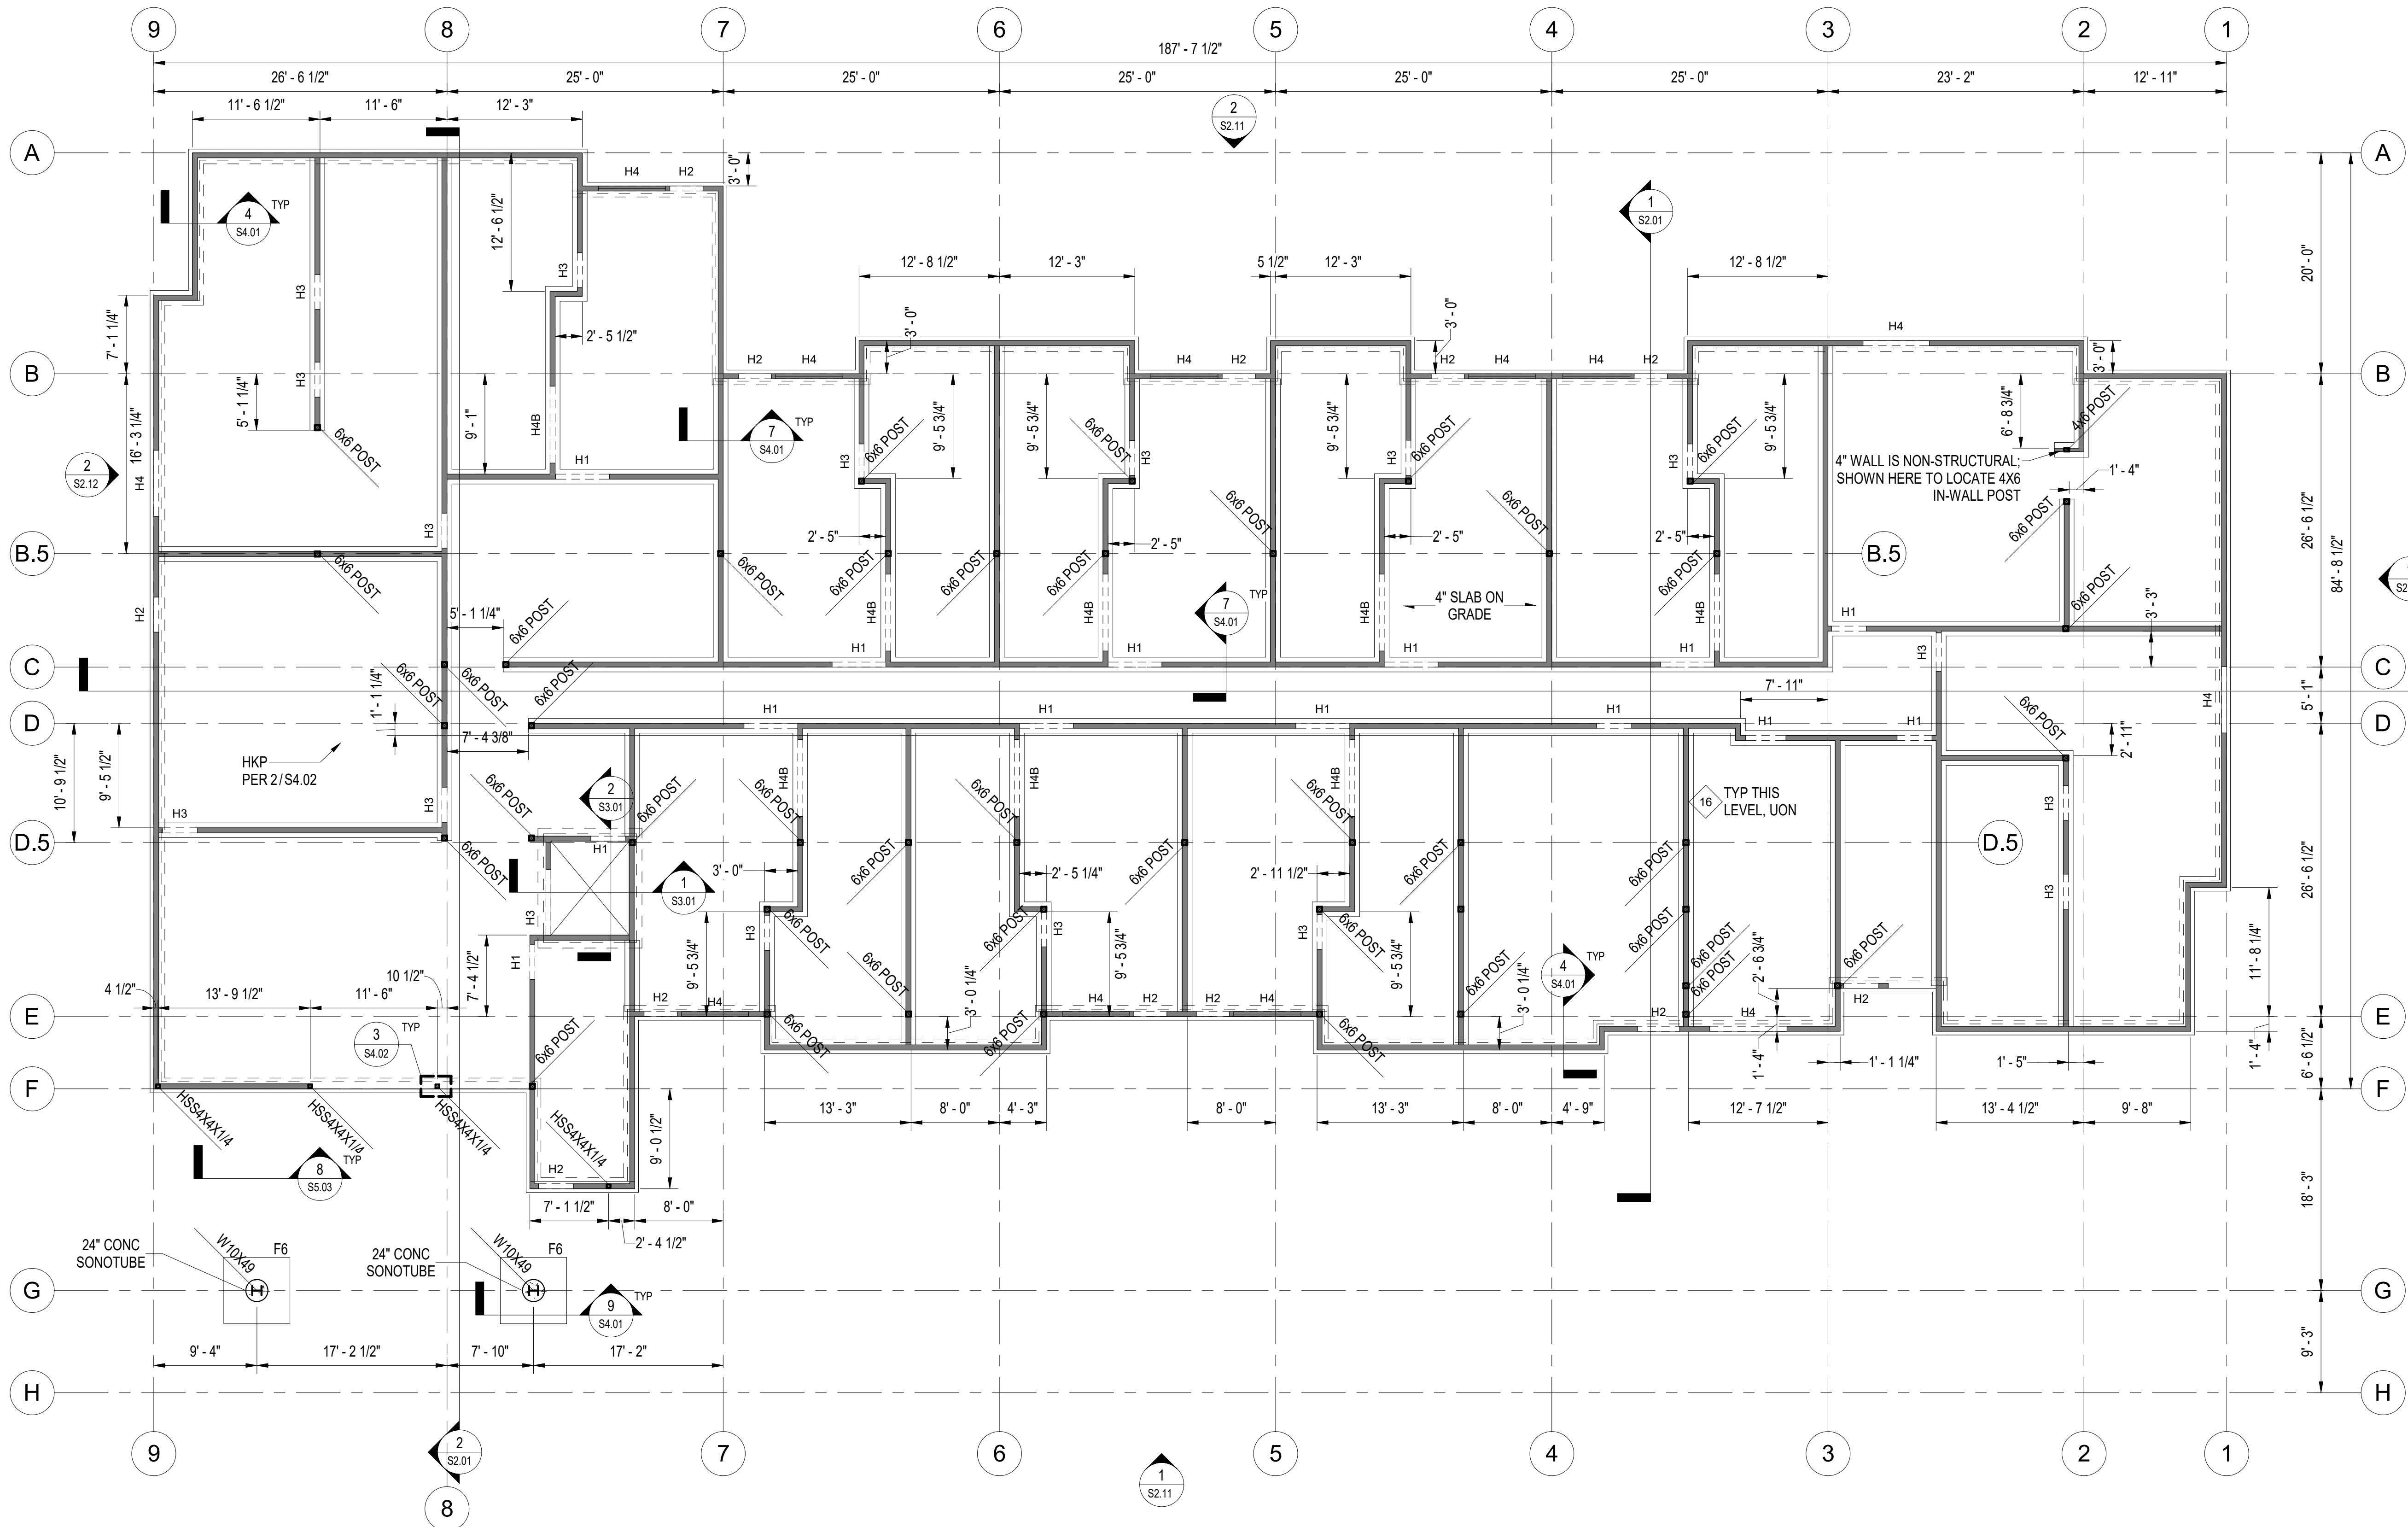 9
8
7
6
5
4
3
2
1
187' - 7 1/2"
26' - 6 1/2"
25' - 0"
25' - 0"
25' - 0"
25' - 0"
25' - 0"
23' - 2"
12' - 11"
11' - 6 1/2"
11' - 6"
12' - 3"
2
S2.11
A
A
3' - 0"
H4
H2
4
S4.01
TYP
12' - 6 1/2"
1
S2.01
20' - 0"
H3
H3
12' - 8 1/2"
12' - 3"
5 1/2"
12' - 3"
12' - 8 1/2"
7' - 1 1/4"
2' - 5 1/2"
3' - 0"
3' - 0"
H4
3' - 0"
H2
H4
H4
H2
H2
H4
H4
H2
B
B
H3
5' - 1 1/4"
16' - 3 1/4"
9' - 1"
H4B
6x6 POST
7
S4.01
TYP
9' - 5 3/4"
9' - 5 3/4"
9' - 5 3/4"
9' - 5 3/4"
6x6 POST
6x6 POST
6x6 POST
6x6 POST
6' - 8 3/4"
4x6 POST
2
S2.12
H4
H1
H3
H3
H3
H3
4" WALL IS NON-STRUCTURAL;
SHOWN HERE TO LOCATE 4X6
IN-WALL POST
1' - 4"
26' - 6 1/2"
84' - 8 1/2"
H3
6x6 POST
6x6 POST
6x6 POST
2' - 5"
2' - 5"
2' - 5"
2' - 5"
B.5
B.5
6x6 POST
6x6 POST
6x6 POST
6x6 POST
6x6 POST
6x6 POST
H2
5' - 1 1/4"
6x6 POST
H4B
H4B
7
S4.01
TYP
H4B
4" SLAB ON
GRADE
H4B
6x6 POST
3' - 3"
H1
H1
H1
H1
H1
H3
C
C
6x6 POST
6x6 POST
6x6 POST
1' - 1 1/4"
7' - 11"
H4
5' - 1"
H1
H1
H1
H1
H1
H1
6x6 POST
D
D
7' - 4 3/8"
2' - 11"
HKP
PER 2/S4.02
10' - 9 1/2"
9' - 5 1/2"
H3
H3
6x6 POST
2
S3.01
6x6 POST
H4B
6x6 POST
H4B
H4B
16
TYP THIS
LEVEL, UON
H3
D.5
D.5
6x6 POST
H1
1
S3.01
3' - 0"
6x6 POST
2' - 5 1/4"
6x6 POST
2' - 11 1/2"
6x6 POST
6x6 POST
H3
26' - 6 1/2"
H3
H3
6x6 POST
9' - 5 3/4"
6x6 POST
H3
9' - 5 3/4"
H3
6x6 POST
9' - 5 3/4"
6x6 POST
6x6 POST
6x6 POST
11' - 8 1/4"
H1
7' - 4 1/2"
6x6 POST
6x6 POST
4
S4.01
TYP
6x6 POST
2' - 6 3/4"
4 1/2"
13' - 9 1/2"
11' - 6"
10 1/2"
H2
H4
3' - 0 1/4"
H4
H2
H2
H4
3' - 0 1/4"
H2
H4
H2
E
E
3
S4.02
TYP
6x6 POST
6x6 POST
6x6 POST
6x6 POST
1' - 4"
1' - 1 1/4"
1' - 5"
1' - 4"
6' - 6 1/2"
F
F
HSS4X4X1/4
HSS4X4X1/4
HSS4X4X1/4
HSS4X4X1/4
9' - 0 1/2"
13' - 3"
8' - 0"
4' - 3"
8' - 0"
13' - 3"
8' - 0"
4' - 9"
12' - 7 1/2"
13' - 4 1/2"
9' - 8"
8
S5.03
TYP
H2
18' - 3"
7' - 1 1/2"
8' - 0"
2' - 4 1/2"
24" CONC
SONOTUBE
W10X49
F6
24" CONC
SONOTUBE
W10X49
F6
G
G
9
S4.01
TYP
9' - 4"
17' - 2 1/2"
7' - 10"
17' - 2"
9' - 3"
H
H
9
2
S2.01
7
6
1
S2.11
5
4
3
2
1
8